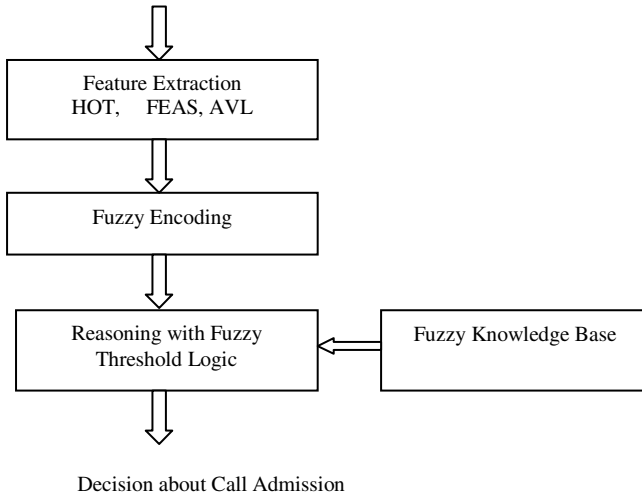 Feature Extraction
HOT, FEAS, AVL
Fuzzy Encoding
Reasoning with Fuzzy
Threshold Logic
Fuzzy Knowledge Base
Decision about Call Admission